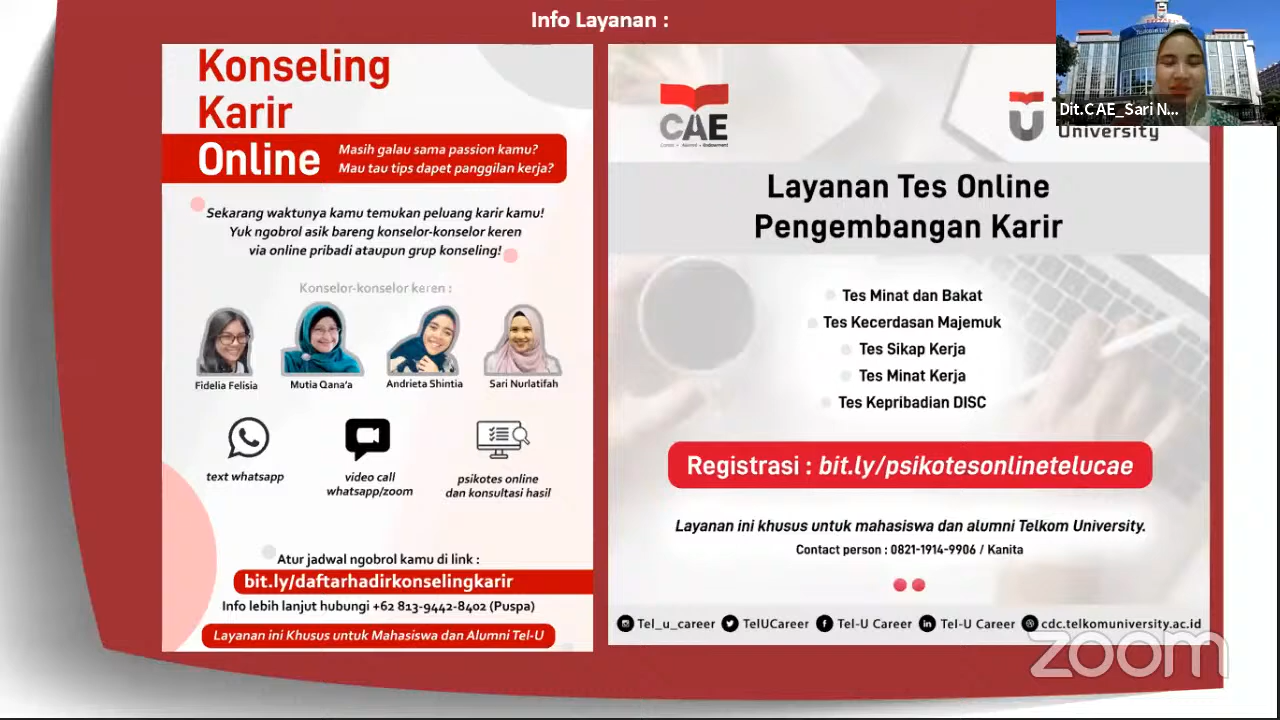 Info Layanan :
Konseling
Karir
Online
Masih galau sama passion kamu?
Mau tau tips dapet panggilan kerja?
Sekarang waktunya kamu temukan peluang karir kamu!
Yuk ngobrol asik bareng konselor-konselor keren
via online pribadi ataupun grup konseling!
Konselor-konselor keren :
Fidelia Felisia
Mutia Qana'a
Andrieta Shintia
Sari Nurlatifah
text whatsapp
video call
whatsapp/zoom
psikotes online
dan konsultasi hasil
Atur jadwal ngobrol kamu di link :
bit.ly/daftarhadirkonselingkarir
Info lebih lanjut hubungi +62 813-9442-8402 (Puspa)
Layanan ini Khusus untuk Mahasiswa dan Alumni Tel-U
CAE
University
Dit.CAE_Sari N...
Layanan Tes Online
Pengembangan Karir
Tes Minat dan Bakat
Tes Kecerdasan Majemuk
Tes Sikap Kerja
Tes Minat Kerja
Tes Kepribadian DISC
Registrasi : bit.ly/psikotesonlinetelucae
Layanan ini khusus untuk mahasiswa dan alumni Telkom University.
Contact person : 0821-1914-9906 / Kanita
Tel_u_career TelUCareer Tel-U Career Tel-U Career cdc.telkomuniversity.ac.id
zoom